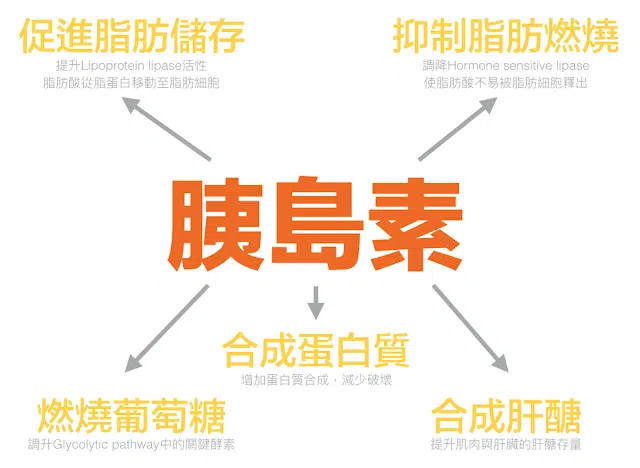 促進脂肪儲存
提升Lipoprotein lipase活性
脂肪酸從脂蛋白移動至脂肪細胞
抑制脂肪燃燒
調降Hormone sensitive lipase
使脂肪酸不易被脂肪細胞釋出
胰島素
合成蛋白質
增加蛋白質合成，減少破壞
燃燒葡萄糖
調升Glycolytic pathway中的關鍵酵素
合成肝醣
提升肌肉與肝臟的肝醣存量